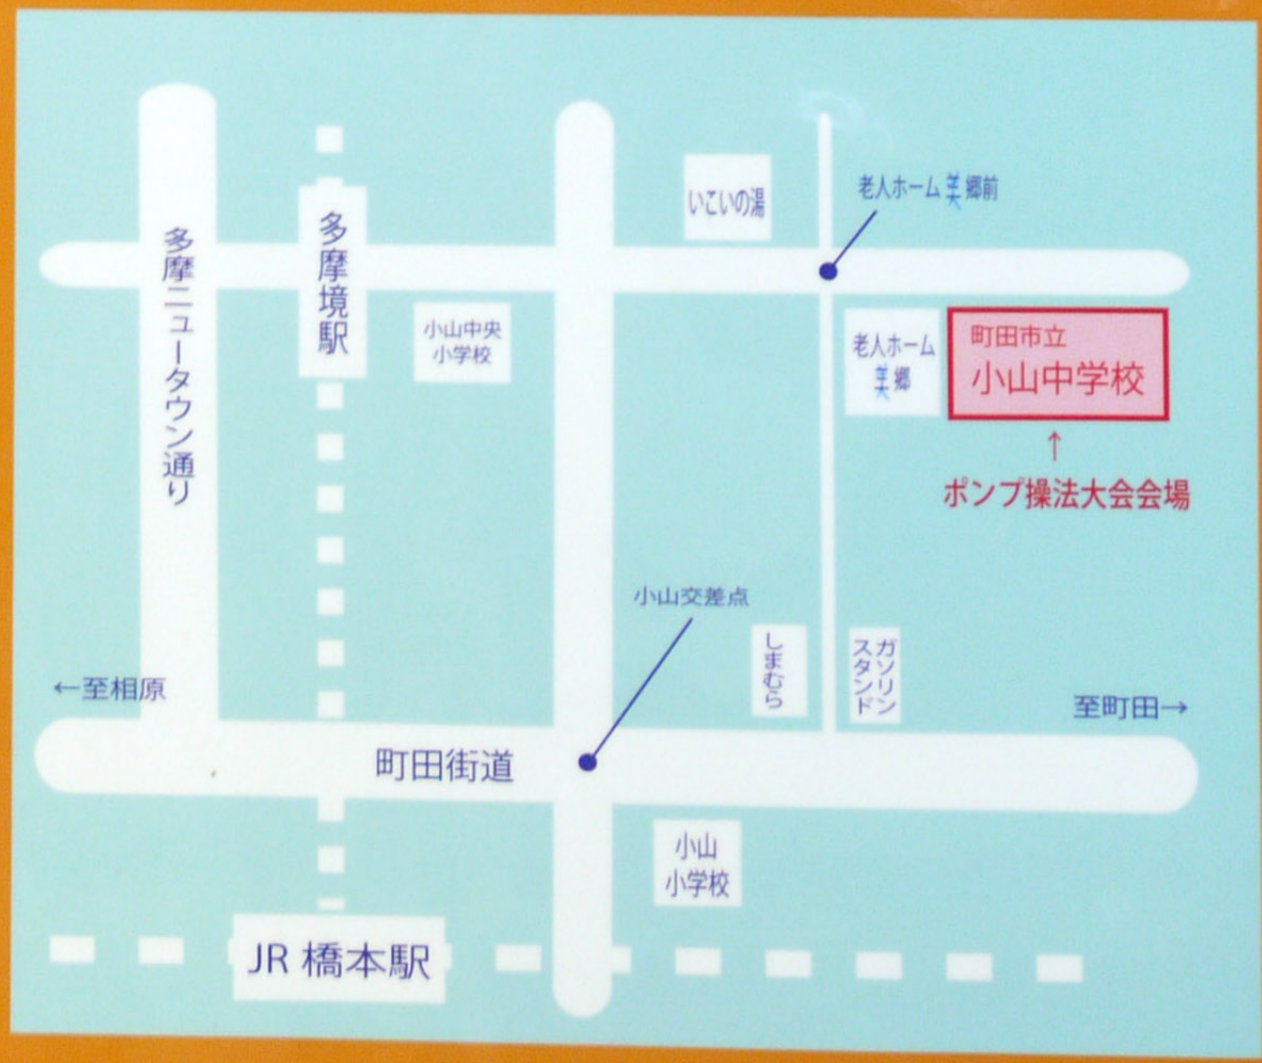 いこいの湯
老人ホーム美郷前
多摩ニュータウン通り
多摩境駅
小山中央
小学校
老人ホーム
美郷
町田市立
小山中学校
↑
ポンプ操法大会会場
小山交差点
しまむら
ガソリン
スタンド
←至相原
至町田→
町田街道
小山
小学校
JR 橋本駅